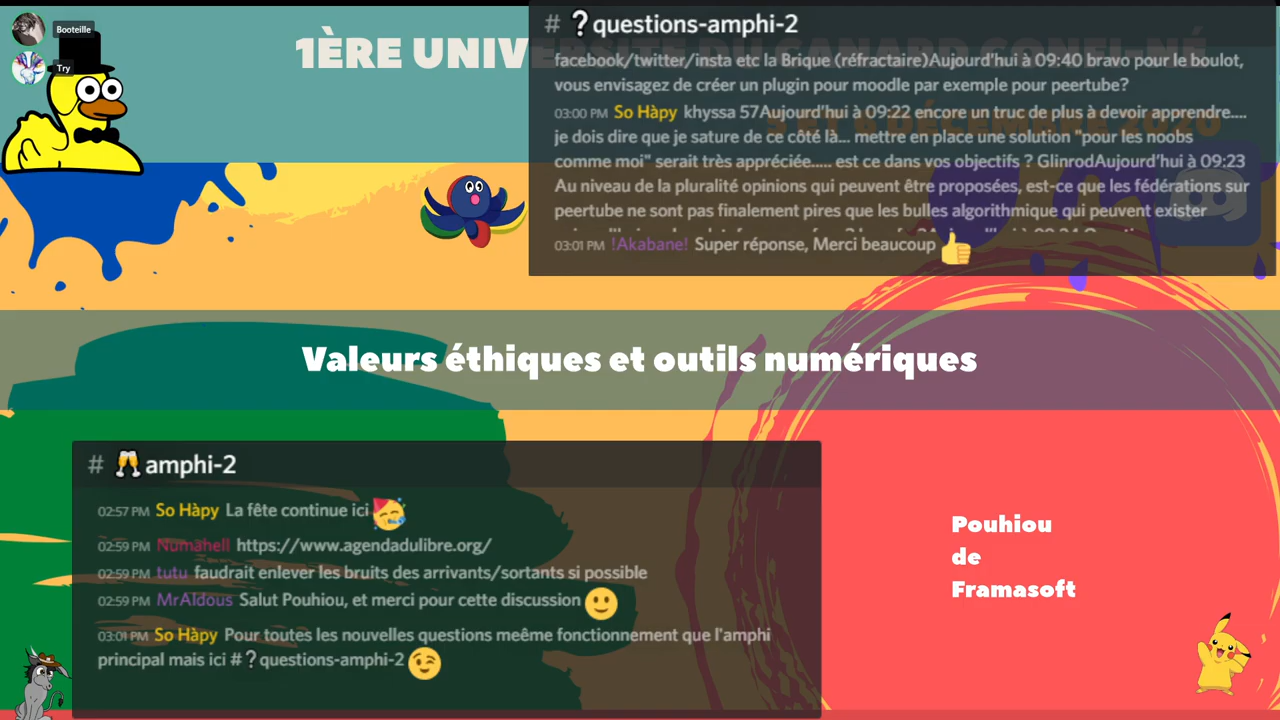 Booteille
Try
1ÈRE UNIVERSITÉ DU CANARD CONFI-NÉ
5 ET 6 DÉCEMBRE 2020
# ❓questions-amphi-2
facebook/twitter/insta etc la Brique (réfractaire)Aujourd'hui à 09:40 bravo pour le boulot,
vous envisagez de créer un plugin pour moodle par exemple pour peertube?
03:00 PM So Hàpy khyssa 57Aujourd'hui à 09:22 encore un truc de plus à devoir apprendre....
je dois dire que je sature de ce côté là... mettre en place une solution "pour les noobs
comme moi" serait très appréciée..... est ce dans vos objectifs ? GlinrodAujourd'hui à 09:23
Au niveau de la pluralité opinions qui peuvent être proposées, est-ce que les fédérations sur
peertube ne sont pas finalement pires que les bulles algorithmique qui peuvent exister
03:01 PM !Akabane! Super réponse, Merci beaucoup 👍
Valeurs éthiques et outils numériques
# 🥂amphi-2
02:57 PM So Hàpy La fête continue ici 🥳
02:59 PM Numahell https://www.agendadulibre.org/
02:59 PM tutu faudrait enlever les bruits des arrivants/sortants si possible
02:59 PM MrAldous Salut Pouhiou, et merci pour cette discussion 🙂
03:01 PM So Hàpy Pour toutes les nouvelles questions meême fonctionnement que l'amphi
principal mais ici #❓questions-amphi-2 😉
Pouhiou
de
Framasoft